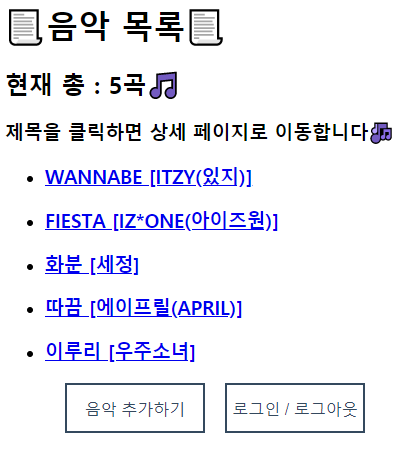 음악 목록
현재 총 : 5곡
제목을 클릭하면 상세 페이지로 이동합니다
WANNABE [ITZY(있지)]
FIESTA [IZ*ONE(아이즈원)]
화분 [세정]
따끔 [에이프릴(APRIL)]
이루리 [우주소녀]
음악 추가하기 로그인 / 로그아웃